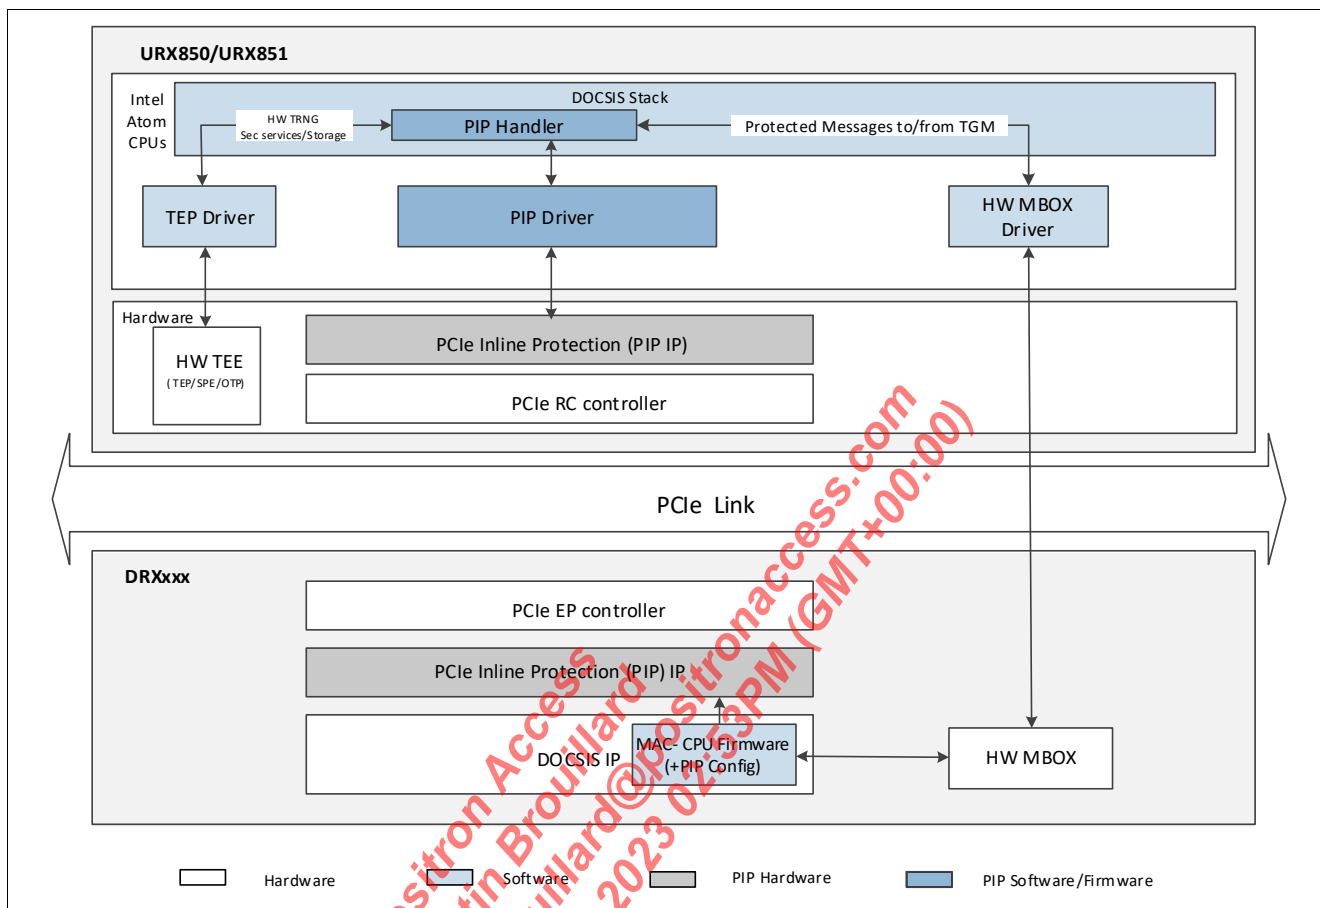 URX850/URX851
Intel
Atom
CPUs
DOCSIS Stack
HW TRNG
Sec services/Storage
PIP Handler
Protected Messages to/from TGM
TEP Driver
PIP Driver
HW MBOX
Driver
Hardware
HW TEE
(TEP/SPE/OTP)
PCIe Inline Protection (PIP IP)
PCIe RC controller
PCIe Link
DRXxxx
PCIe EP controller
PCIe Inline Protection (PIP) IP
DOCSIS IP
MAC- CPU Firmware
(+PIP Config)
HW MBOX
Hardware
Software
PIP Hardware
PIP Software/Firmware
ositron Access
tin Brouillard
uillard@positronaccess.com
2023 02:53PM (GMT+00:00)